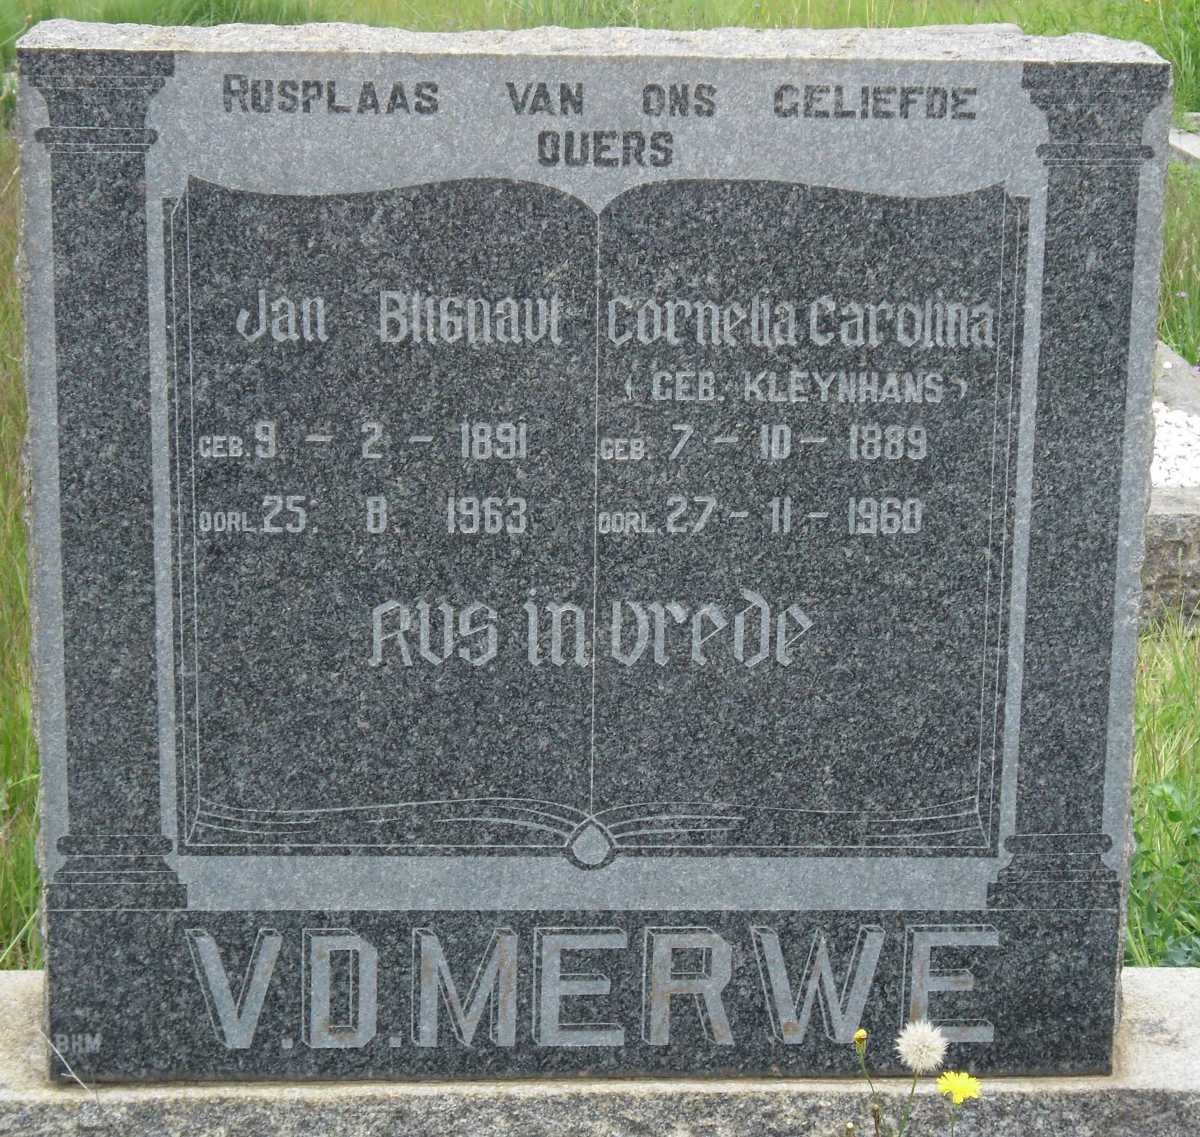 RUSPLAAS VAN ONS GELIEFDE
OUERS
Jan Blignaut
GEB. 9 - 2 - 1891
OORL. 25. 8. 1963
Cornelia Carolina
(GEB. KLEYNHANS)
GEB. 7 - 10 - 1889
OORL. 27 - 11 - 1960
RUS in VREDE
V.D.MERWE
BHM